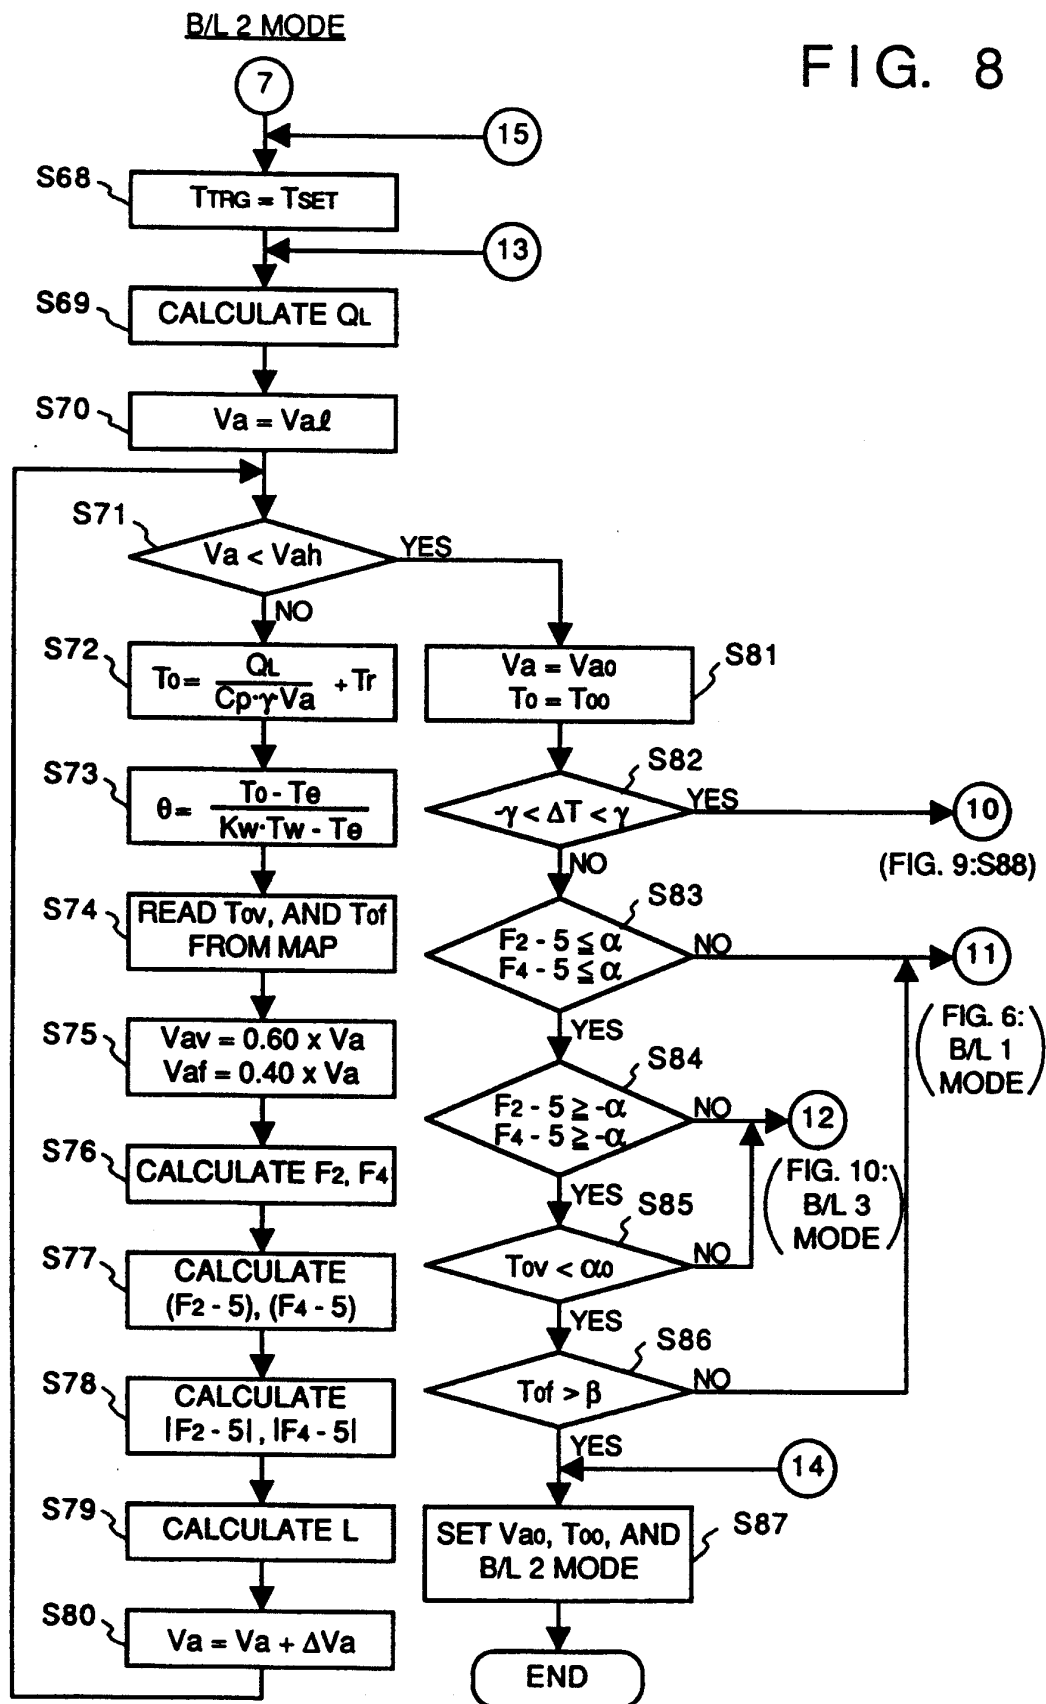 B/L 2 MODE
FIG. 8
7
15
S68
TTRG = TSET
13
S69
CALCULATE QL
S70
Va = Vaℓ
S71
Va < Vah
YES
NO
S72
To = QL / Cp·γVa + Tr
S73
θ = To - Te / Kw·Tw - Te
S74
READ Tov, AND Tof
FROM MAP
S75
Vav = 0.60 x Va
Vaf = 0.40 x Va
S76
CALCULATE F2, F4
S77
CALCULATE
(F2 - 5), (F4 - 5)
S78
CALCULATE
|F2 - 5|, |F4 - 5|
S79
CALCULATE L
S80
Va = Va + ΔVa
S81
Va = Vao
To = Too
S82
-γ < ΔT < γ
YES
10
(FIG. 9:S88)
NO
S83
F2 - 5 ≦ α
F4 - 5 ≦ α
NO
11
(FIG. 6:
B/L 1
MODE)
YES
S84
F2 - 5 ≧ -α
F4 - 5 ≧ -α
NO
12
(FIG. 10:
B/L 3
MODE)
YES
S85
Tov < αo
NO
YES
S86
Tof > β
NO
YES
14
S87
SET Vao, Too, AND
B/L 2 MODE
END